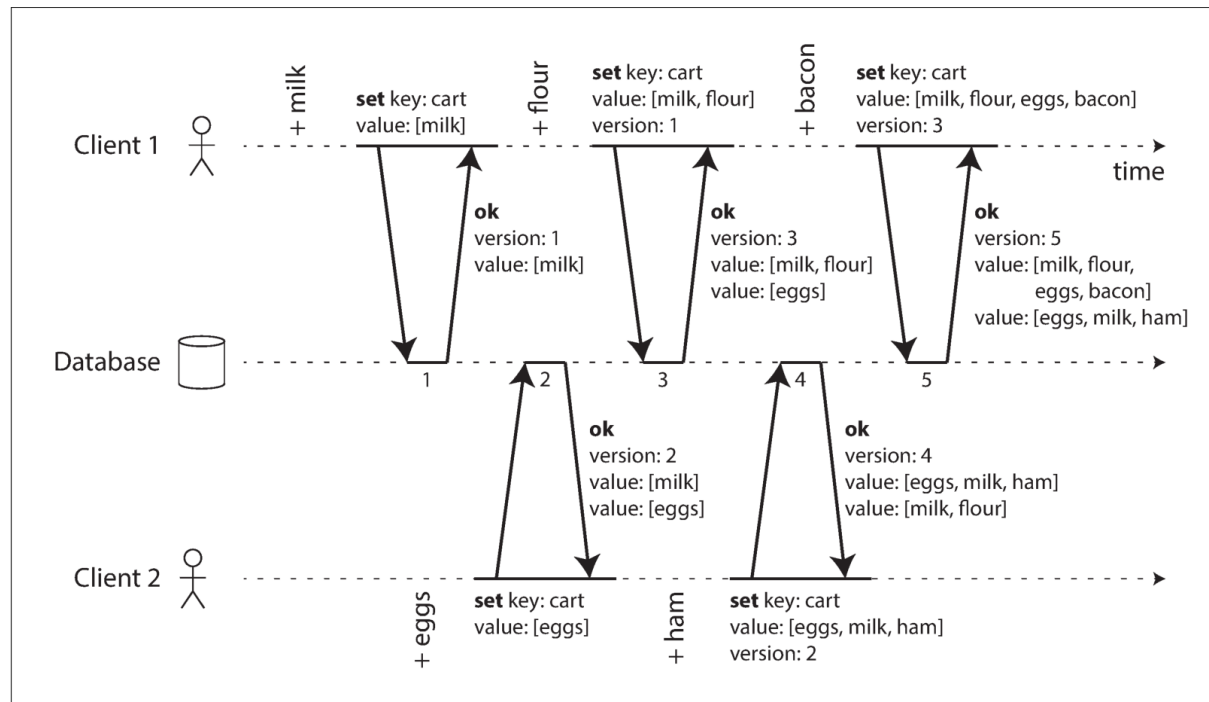 + milk
set key: cart
value: [milk]
+ flour
set key: cart
value: [milk, flour]
version: 1
+ bacon
set key: cart
value: [milk, flour, eggs, bacon]
version: 3
Client 1
time
ok
version: 1
value: [milk]
ok
version: 3
value: [milk, flour]
value: [eggs]
ok
version: 5
value: [milk, flour,
eggs, bacon]
value: [eggs, milk, ham]
Database
1
2
3
4
5
ok
version: 2
value: [milk]
value: [eggs]
ok
version: 4
value: [eggs, milk, ham]
value: [milk, flour]
Client 2
+ eggs
set key: cart
value: [eggs]
+ ham
set key: cart
value: [eggs, milk, ham]
version: 2